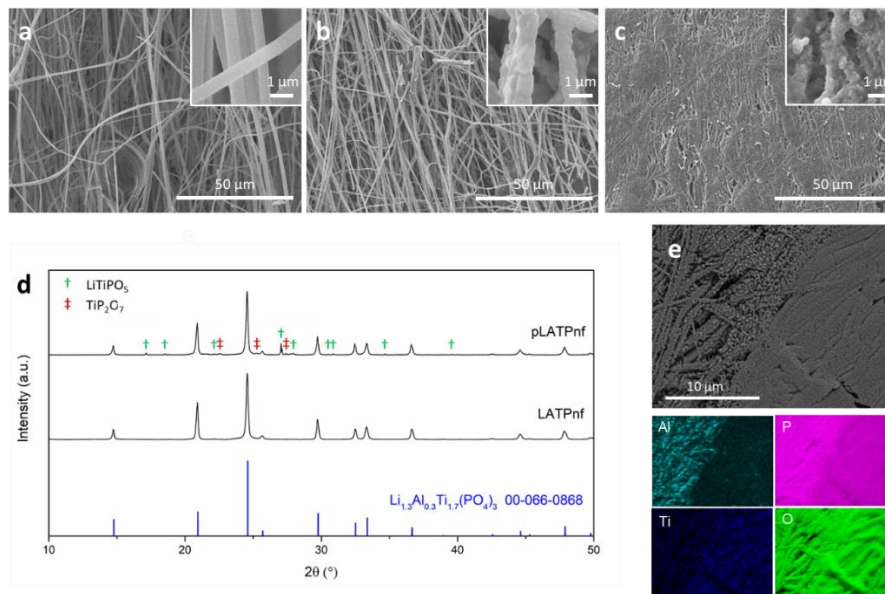 a
1 µm
50 µm
b
1 µm
50 µm
c
1 µm
50 µm
d
† LiTiPO₅
‡ TiP₂O₇
pLATPnf
LATPnf
Li₁.₃Al₀.₃Ti₁.₇(PO₄)₃ 00-066-0868
Intensity (a.u.)
10
20
30
40
50
2θ (°)
e
10 µm
Al
P
Ti
O